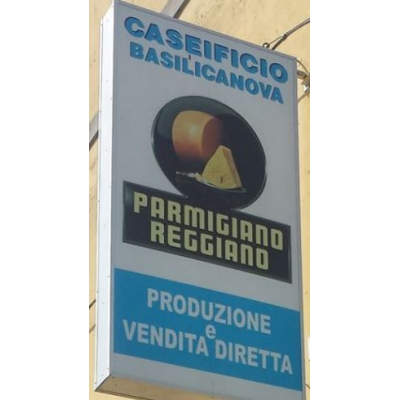 CASEIFICIO
BASILICANOVA
PARMIGIANO
REGGIANO
PRODUZIONE
e
VENDITA DIRETTA